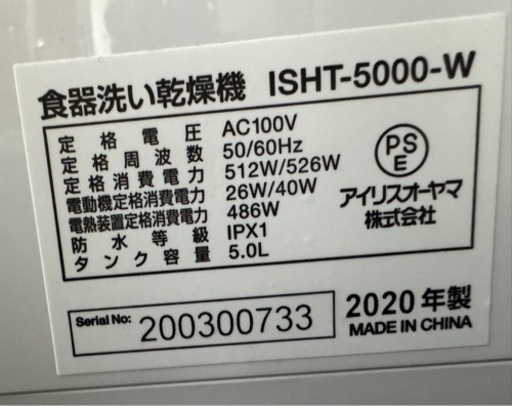 食器洗い乾燥機 ISHT-5000-W
定格電圧 AC100V
定格周波数 50/60Hz
定格消費電力 512W/526W
電動機定格消費電力 26W/40W
電熱装置定格消費電力 486W
防水等級 IPX1
タンク容量 5.0L
PS
E
アイリスオーヤマ
株式会社
Serial No: 200300733
2020年製
MADE IN CHINA